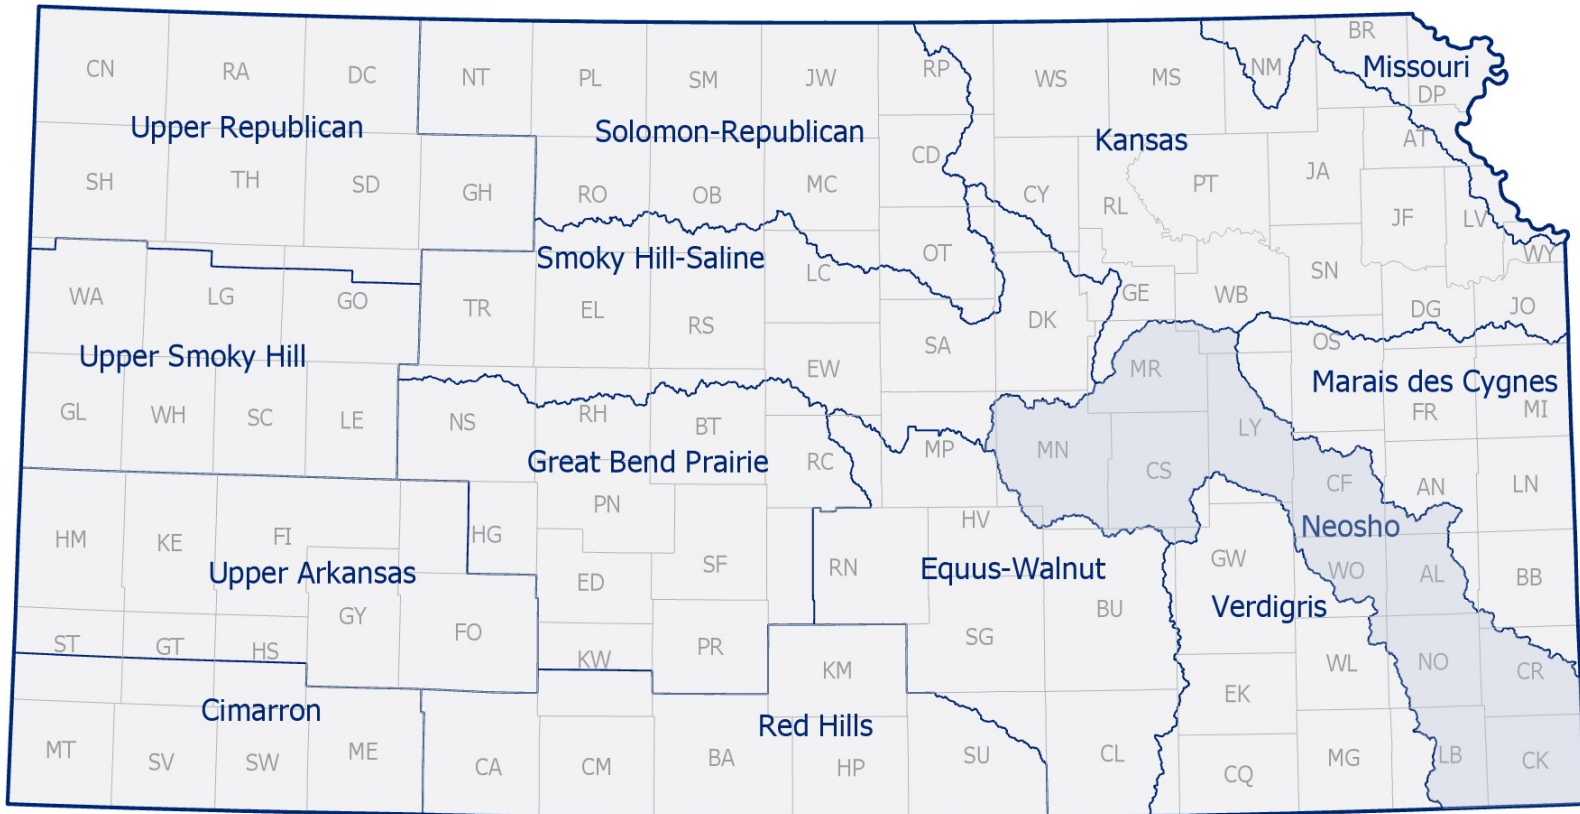 BR
CN RA DC NT PL SM JW RP WS MS NM Missouri
DP
Upper Republican Solomon-Republican Kansas AT
SH TH SD GH RO OB MC CD CY RL PT JA JF LV
Smoky Hill-Saline OT WY
WA LG GO TR EL RS LC DK GE WB SN DG JO
Upper Smoky Hill EW SA MR OS Marais des Cygnes
GL WH SC LE NS RH BT MP MN LY FR MI
Great Bend Prairie RC CS CF AN LN
HM KE FI HG PN HV Neosho
Upper Arkansas ED SF RN Equus-Walnut GW WO AL BB
ST GT HS GY FO KW PR SG BU Verdigris
KM WL NO CR
Cimarron Red Hills EK
MT SV SW ME CA CM BA HP SU CL CQ MG LB CK